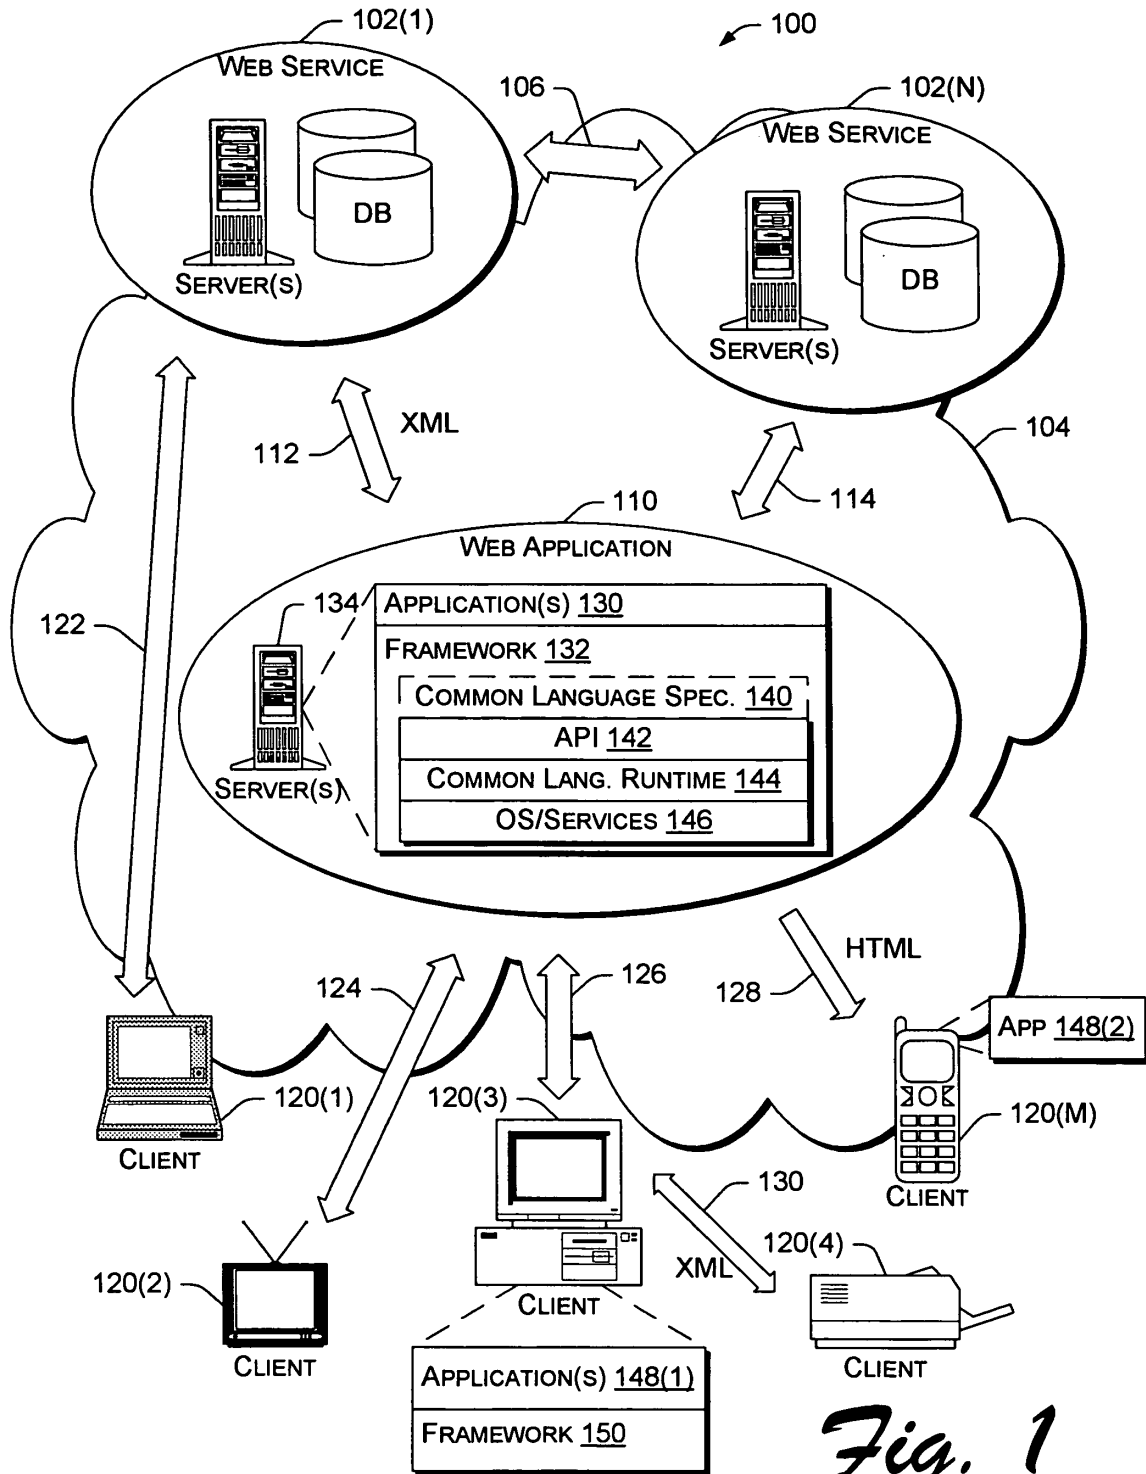 102(1)
100
WEB SERVICE
106
102(N)
WEB SERVICE
DB
SERVER(S)
DB
SERVER(S)
XML
112
104
114
110
WEB APPLICATION
134
APPLICATION(S) 130
122
FRAMEWORK 132
COMMON LANGUAGE SPEC. 140
API 142
COMMON LANG. RUNTIME 144
SERVER(S)
OS/SERVICES 146
HTML
124
126
128
APP 148(2)
120(1)
120(3)
120(M)
CLIENT
CLIENT
130
120(2)
XML
120(4)
CLIENT
CLIENT
CLIENT
APPLICATION(S) 148(1)
FRAMEWORK 150
Fig. 1